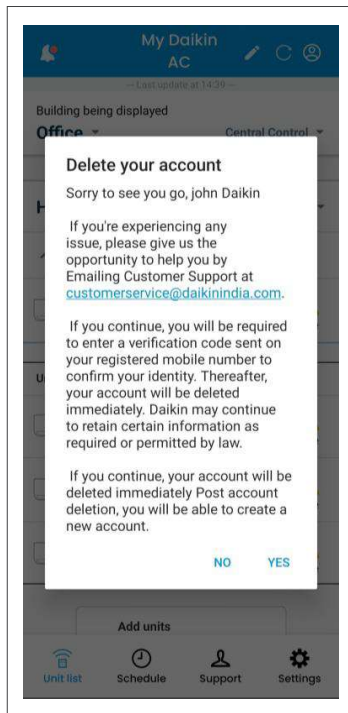 My Daikin
AC
-- Last update at 14:39 --
Building being displayed
Office
Central Control
H
Delete your account
Sorry to see you go, john Daikin
If you're experiencing any
issue, please give us the
opportunity to help you by
Emailing Customer Support at
customerservice@daikinindia.com.
If you continue, you will be required
to enter a verification code sent on
your registered mobile number to
confirm your identity. Thereafter,
your account will be deleted
immediately. Daikin may continue
to retain certain information as
required or permitted by law.
If you continue, your account will be
deleted immediately Post account
deletion, you will be able to create a
new account.
NO YES
Add units
Unit list Schedule Support Settings